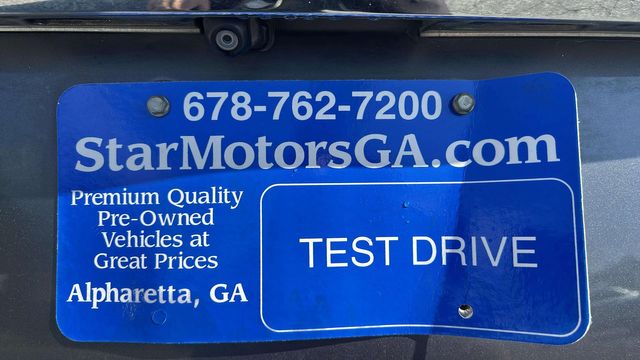 678-762-7200
StarMotorsGA.com
Premium Quality
Pre-Owned
Vehicles at
Great Prices
Alpharetta, GA
TEST DRIVE